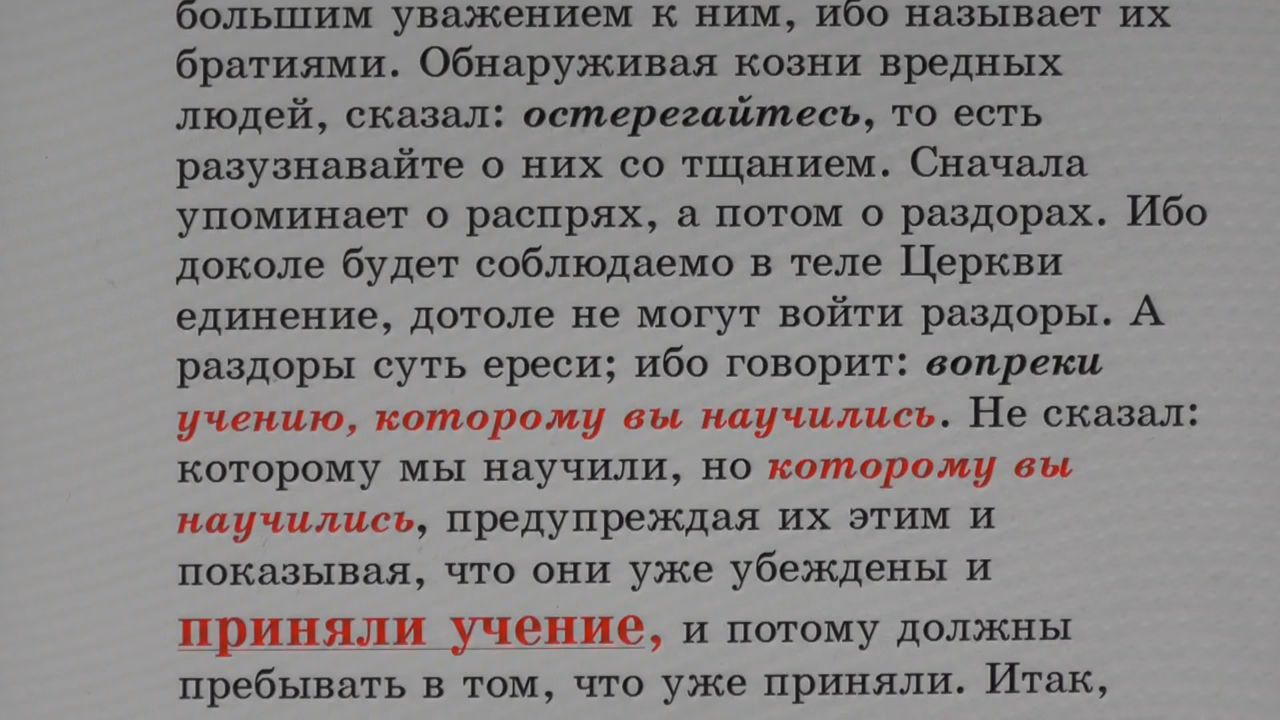 большим уважением к ним, ибо называет их
братиями. Обнаруживая козни вредных
людей, сказал: остерегайтесь, то есть
разузнавайте о них со тщанием. Сначала
упоминает о распрях, а потом о раздорах. Ибо
доколе будет соблюдаемо в теле Церкви
единение, дотоле не могут войти раздоры. А
раздоры суть ереси; ибо говорит: вопреки
учению, которому вы научились. Не сказал:
которому мы научили, но которому вы
научились, предупреждая их этим и
показывая, что они уже убеждены и
приняли учение, и потому должны
пребывать в том, что уже приняли. Итак,